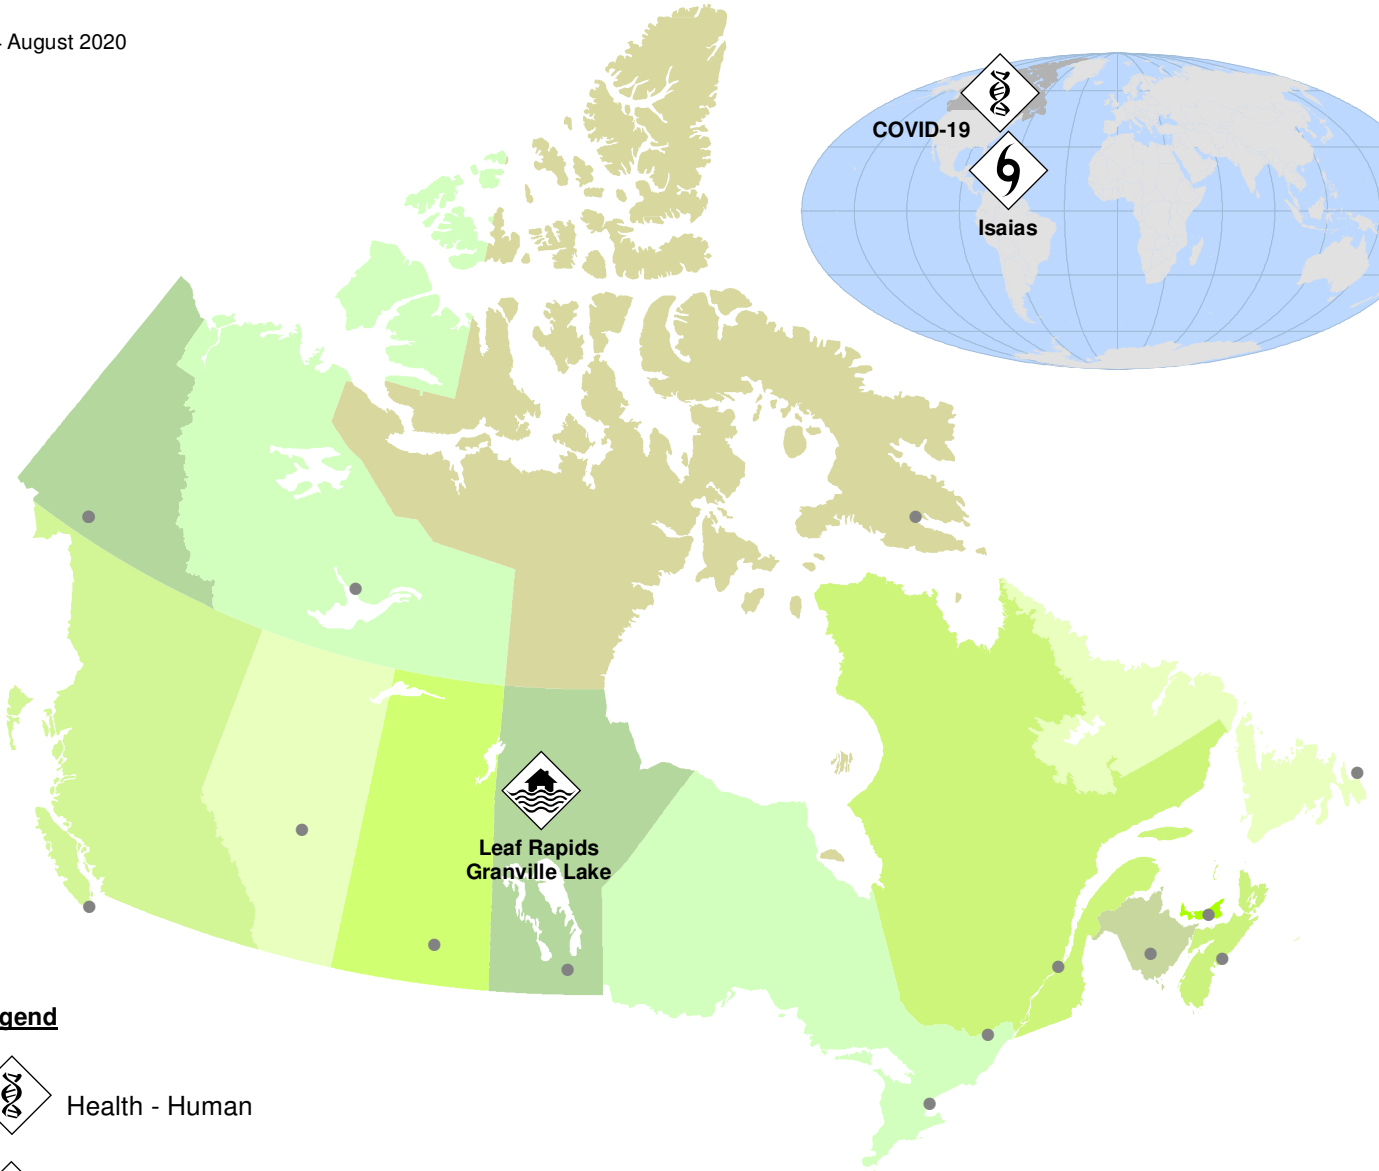 August 2020
COVID-19
Isaias
Leaf Rapids
Granville Lake
gend
Health - Human